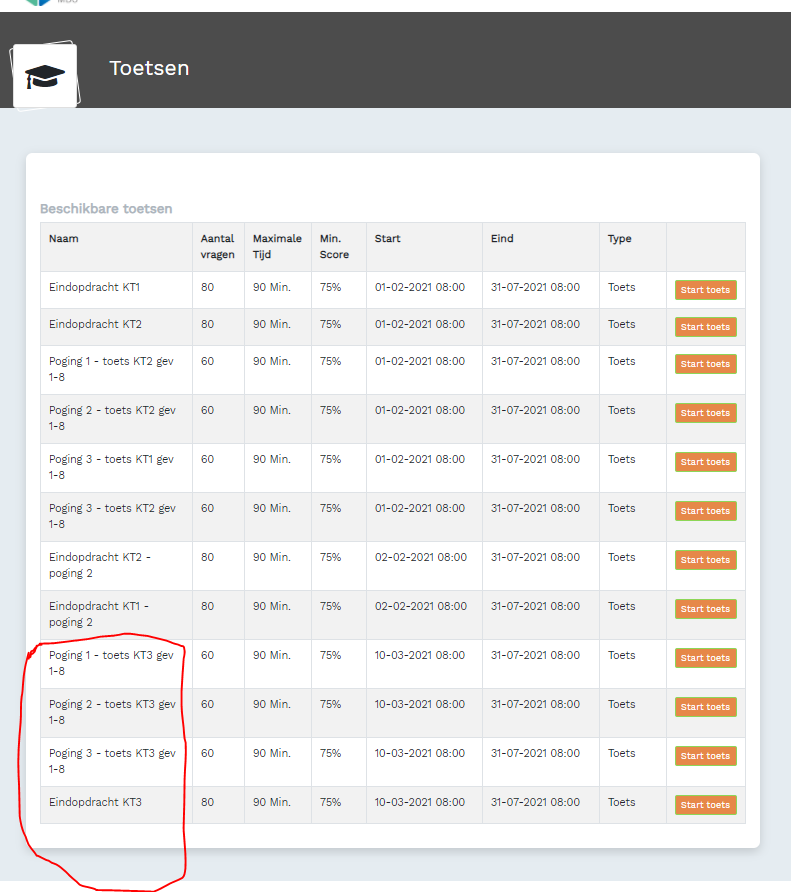 Toetsen
Beschikbare toetsen
Naam Aantal vragen Maximale Tijd Min. Score Start Eind Type
Eindopdracht KT1 80 90 Min. 75% 01-02-2021 08:00 31-07-2021 08:00 Toets Start toets
Eindopdracht KT2 80 90 Min. 75% 01-02-2021 08:00 31-07-2021 08:00 Toets Start toets
Poging 1 - toets KT2 gev 1-8 60 90 Min. 75% 01-02-2021 08:00 31-07-2021 08:00 Toets Start toets
Poging 2 - toets KT2 gev 1-8 60 90 Min. 75% 01-02-2021 08:00 31-07-2021 08:00 Toets Start toets
Poging 3 - toets KT1 gev 1-8 60 90 Min. 75% 01-02-2021 08:00 31-07-2021 08:00 Toets Start toets
Poging 3 - toets KT2 gev 1-8 60 90 Min. 75% 01-02-2021 08:00 31-07-2021 08:00 Toets Start toets
Eindopdracht KT2 - poging 2 80 90 Min. 75% 02-02-2021 08:00 31-07-2021 08:00 Toets Start toets
Eindopdracht KT1 - poging 2 80 90 Min. 75% 02-02-2021 08:00 31-07-2021 08:00 Toets Start toets
Poging 1 - toets KT3 gev 1-8 60 90 Min. 75% 10-03-2021 08:00 31-07-2021 08:00 Toets Start toets
Poging 2 - toets KT3 gev 1-8 60 90 Min. 75% 10-03-2021 08:00 31-07-2021 08:00 Toets Start toets
Poging 3 - toets KT3 gev 1-8 60 90 Min. 75% 10-03-2021 08:00 31-07-2021 08:00 Toets Start toets
Eindopdracht KT3 80 90 Min. 75% 10-03-2021 08:00 31-07-2021 08:00 Toets Start toets